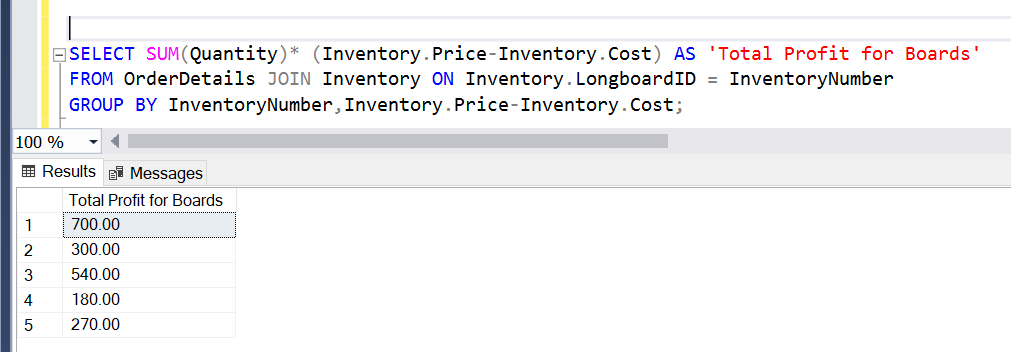 SELECT SUM(Quantity)* (Inventory.Price-Inventory.Cost) AS 'Total Profit for Boards'
FROM OrderDetails JOIN Inventory ON Inventory.LongboardID = InventoryNumber
GROUP BY InventoryNumber,Inventory.Price-Inventory.Cost;
100 %
Results Messages
Total Profit for Boards
1 700.00
2 300.00
3 540.00
4 180.00
5 270.00